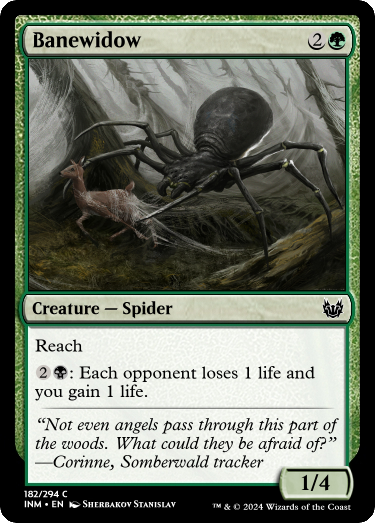 Banewidow 2
Creature — Spider
Reach
2: Each opponent loses 1 life and
you gain 1 life.
“Not even angels pass through this part of
the woods. What could they be afraid of?”
—Corinne, Somberwald tracker
1/4
182/294 C
INM • EN SHERBAKOV STANISLAV ™ & © 2024 Wizards of the Coast